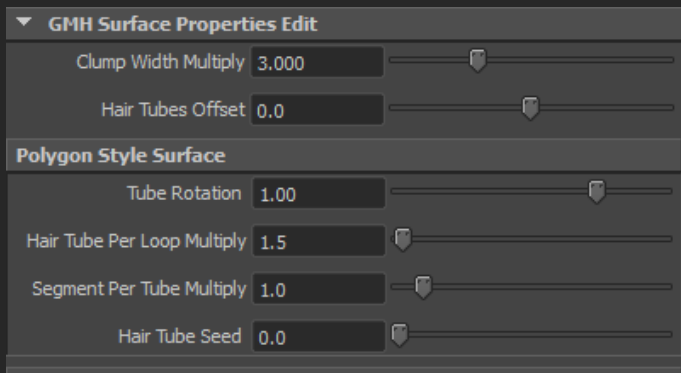 GMH Surface Properties Edit
Clump Width Multiply 3.000
Hair Tubes Offset 0.0
Polygon Style Surface
Tube Rotation 1.00
Hair Tube Per Loop Multiply 1.5
Segment Per Tube Multiply 1.0
Hair Tube Seed 0.0